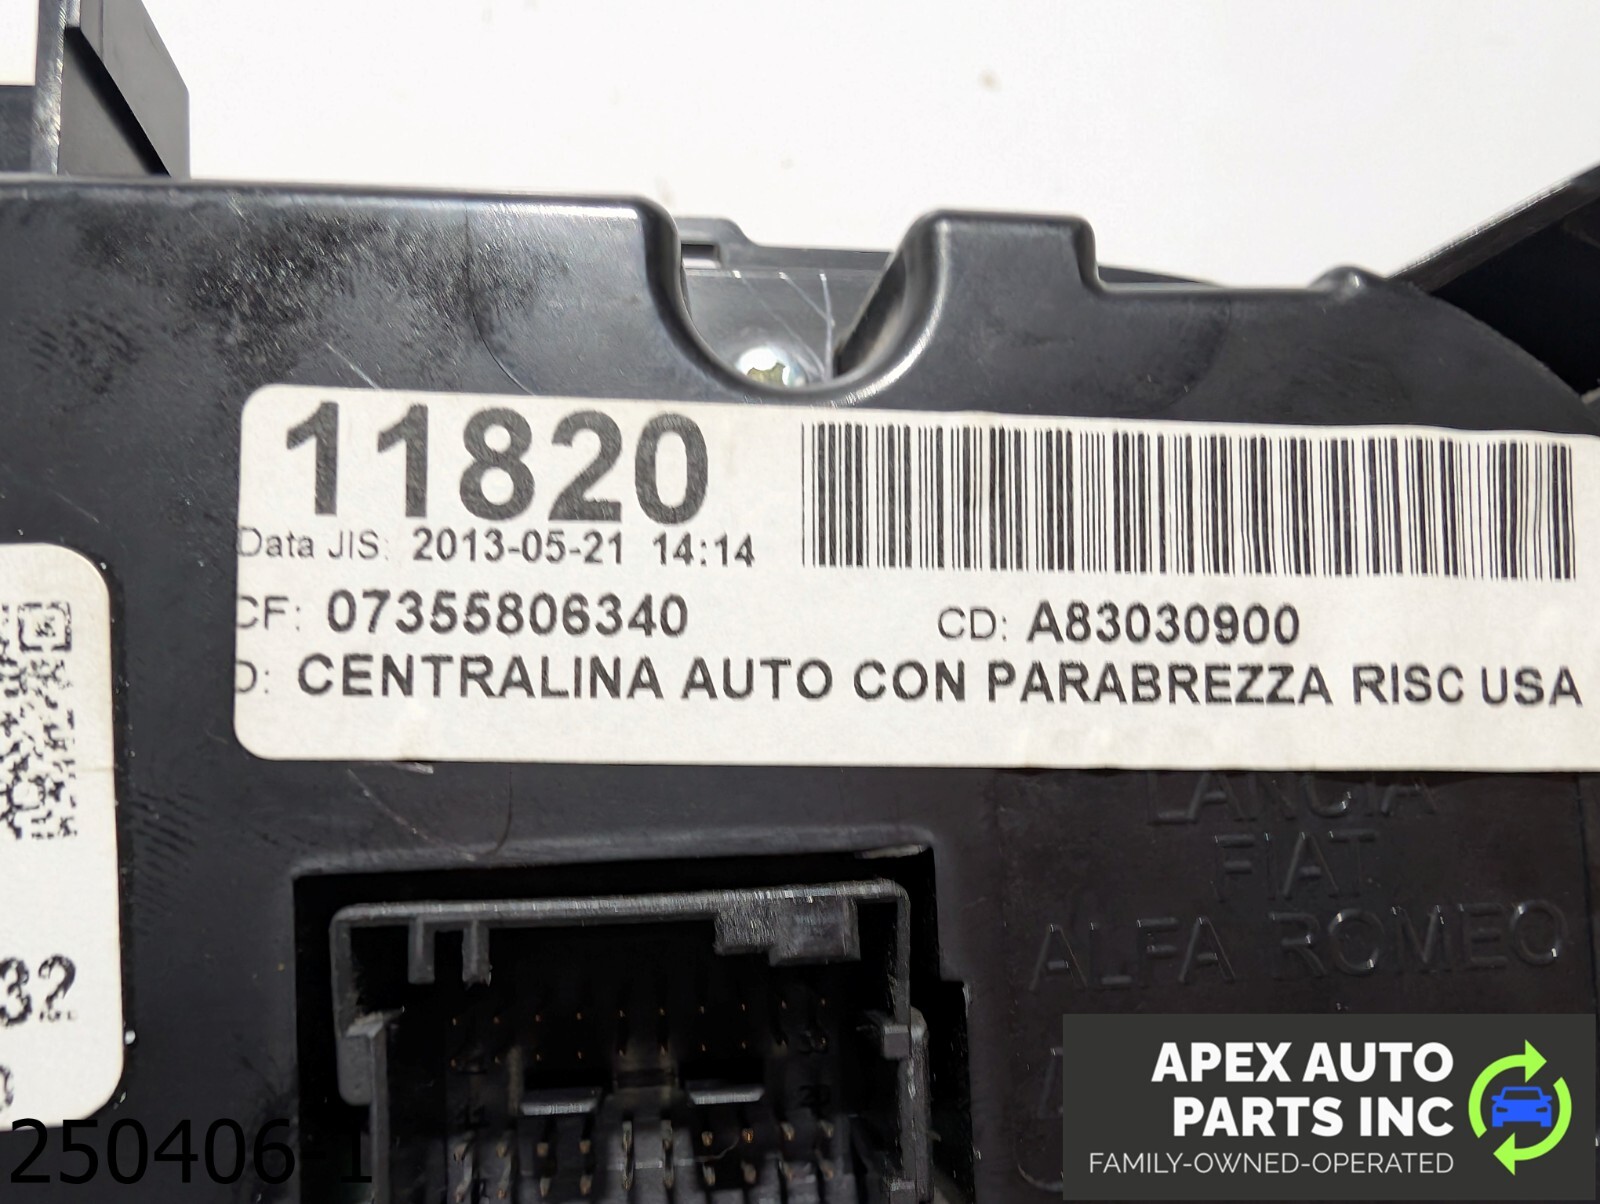 11820
Data JIS: 2013-05-21 14:14
CF: 07355806340 CD: A83030900
D: CENTRALINA AUTO CON PARABREZZA RISC USA
LANCIA
FIAT
ALFA ROMEO
32
250406-1
APEX AUTO
PARTS INC
FAMILY-OWNED-OPERATED